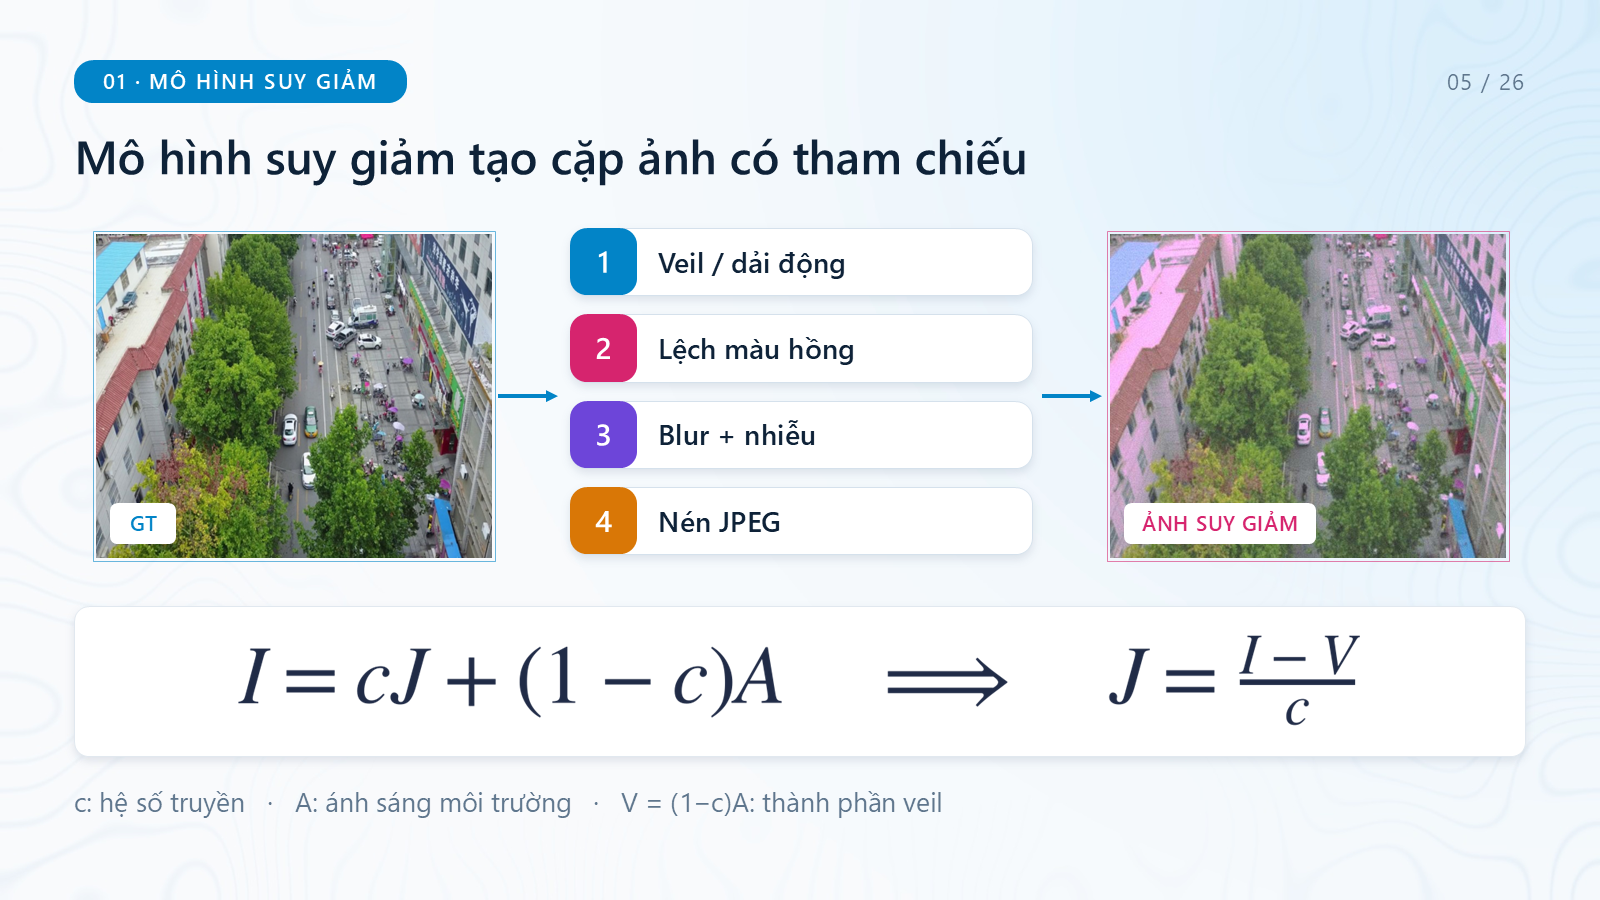 01 · MÔ HÌNH SUY GIẢM
05 / 26
Mô hình suy giảm tạo cặp ảnh có tham chiếu
GT
1 Veil / dải động
2 Lệch màu hồng
3 Blur + nhiễu
4 Nén JPEG
ẢNH SUY GIẢM
I = cJ + (1 − c)A ⟹ J = (I − V)/c
c: hệ số truyền · A: ánh sáng môi trường · V = (1−c)A: thành phần veil